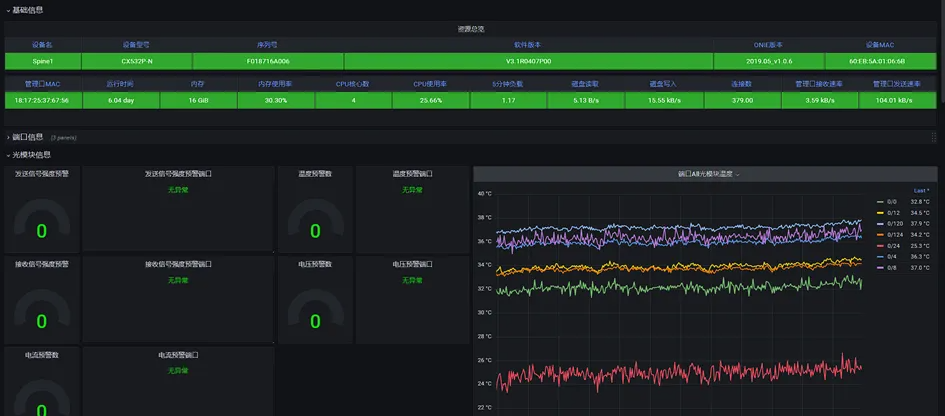 基础信息
资源总览
设备名 设备型号 序列号 软件版本 ONIE版本 设备MAC
Spine1 CX532P-N F018716A006 V3.1R0407P00 2019.05_v1.0.6 60:EB:5A:01:06:6B
管理口MAC 运行时间 内存 内存使用率 CPU核心数 CPU使用率 5分钟负载 磁盘读取 磁盘写入 连接数 管理口接收速率 管理口发送速率
18:17:25:37:67:56 6.04 day 16 GiB 30.30% 4 25.66% 1.17 5.13 B/s 15.55 kB/s 379.00 3.59 kB/s 104.01 kB/s
端口信息 (3 panels)
光模块信息
发送信号强度预警 发送信号强度预警端口 温度预警数 温度预警端口
无异常 无异常
0 0
接收信号强度预警 接收信号强度预警端口 电压预警数 电压预警端口
无异常 无异常
0 0
电流预警数 电流预警端口
无异常
0
端口All光模块温度
Last *
0/0 32.8 °C
0/12 34.5 °C
0/120 37.9 °C
0/124 34.2 °C
0/24 25.3 °C
0/4 36.3 °C
0/8 37.0 °C
40 °C
38 °C
36 °C
34 °C
32 °C
30 °C
28 °C
26 °C
24 °C
22 °C